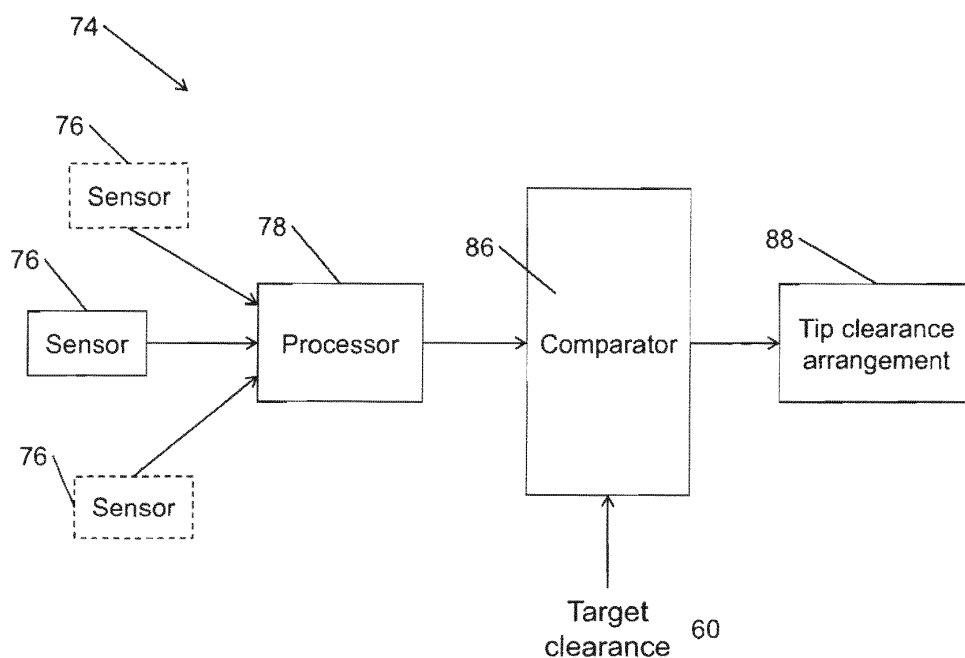 74
76
Sensor
78
86
88
76
Sensor
Processor
Comparator
Tip clearance
arrangement
76
Sensor
Target
clearance 60